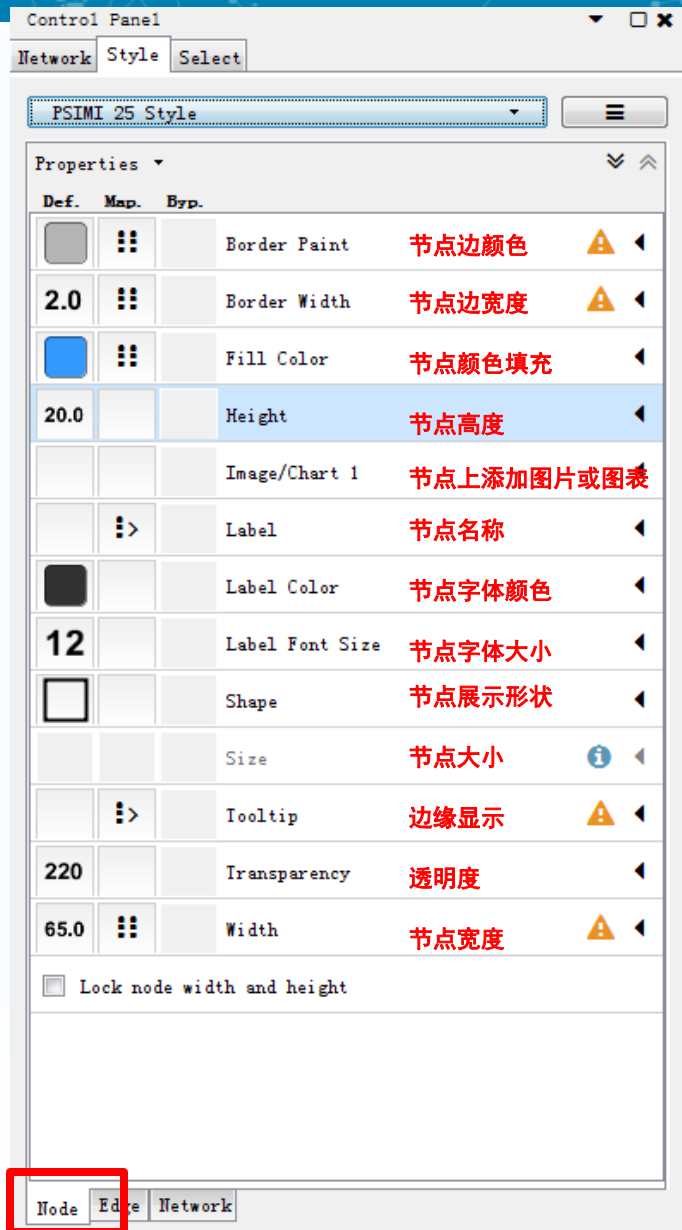 Control Panel
Network Style Select
PSIMI 25 Style
Properties
Def. Map. Byp.
Border Paint 节点边颜色
2.0 Border Width 节点边宽度
Fill Color 节点颜色填充
20.0 Height 节点高度
Image/Chart 1 节点上添加图片或图表
Label 节点名称
Label Color 节点字体颜色
12 Label Font Size 节点字体大小
Shape 节点展示形状
Size 节点大小
Tooltip 边缘显示
220 Transparency 透明度
65.0 Width 节点宽度
Lock node width and height
Node Edge Network